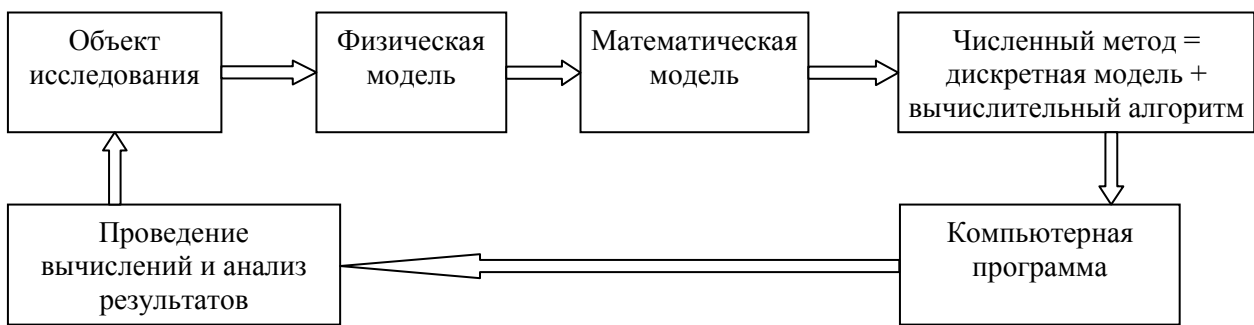 Объект
исследования
Физическая
модель
Математическая
модель
Численный метод =
дискретная модель +
вычислительный алгоритм
Проведение
вычислений и анализ
результатов
Компьютерная
программа